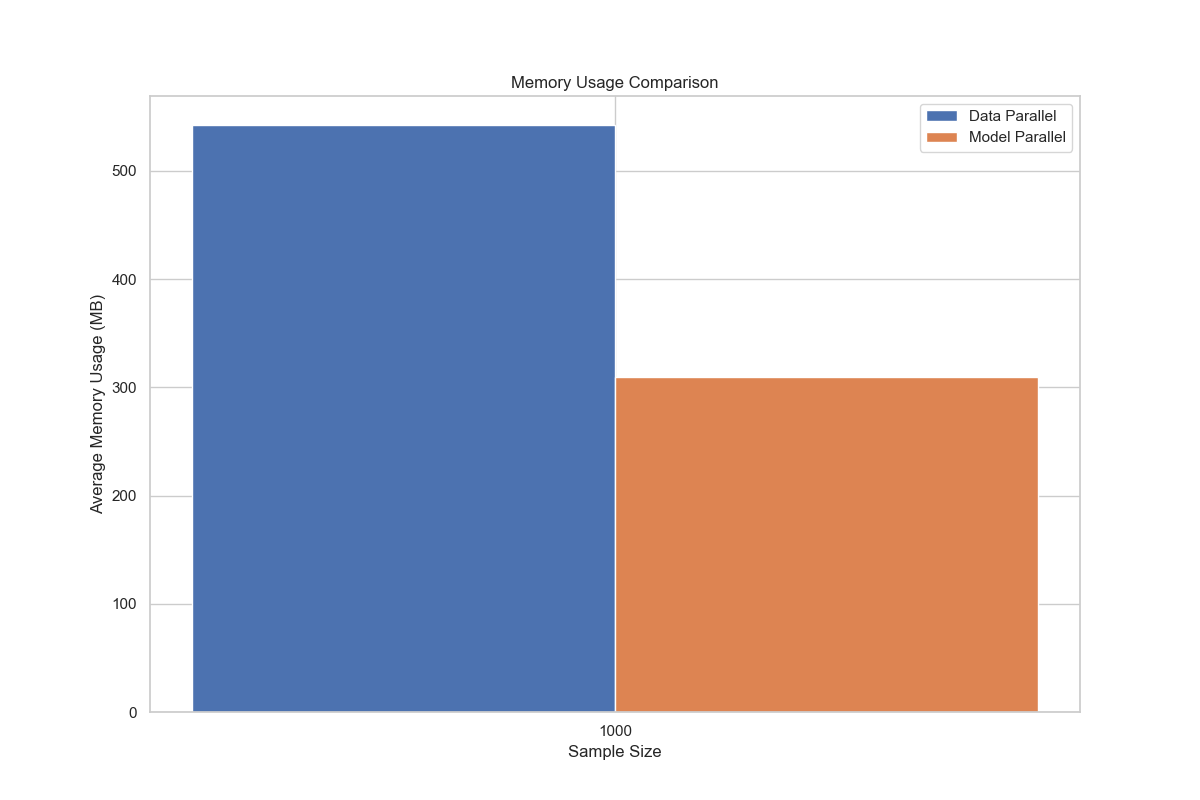 Memory Usage Comparison
Data Parallel
Model Parallel
Average Memory Usage (MB)
500
400
300
200
100
0
1000
Sample Size